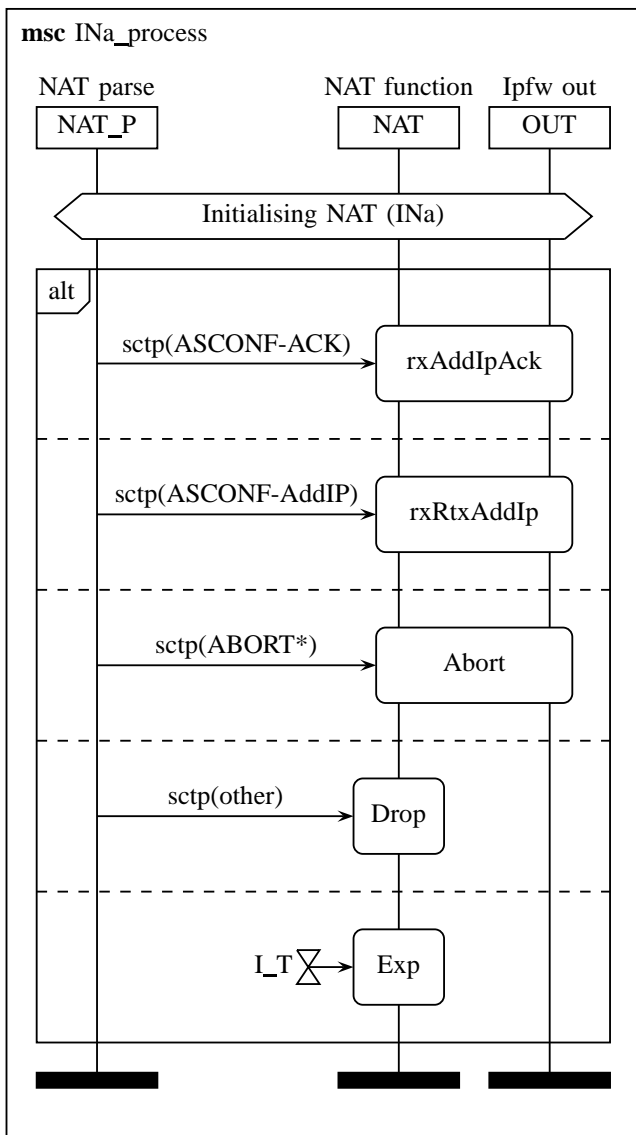 msc INa_process
NAT parse NAT function Ipfw out
NAT_P NAT OUT
Initialising NAT (INa)
alt
sctp(ASCONF-ACK) rxAddIpAck
sctp(ASCONF-AddIP) rxRtxAddIp
sctp(ABORT*) Abort
sctp(other) Drop
I_T Exp